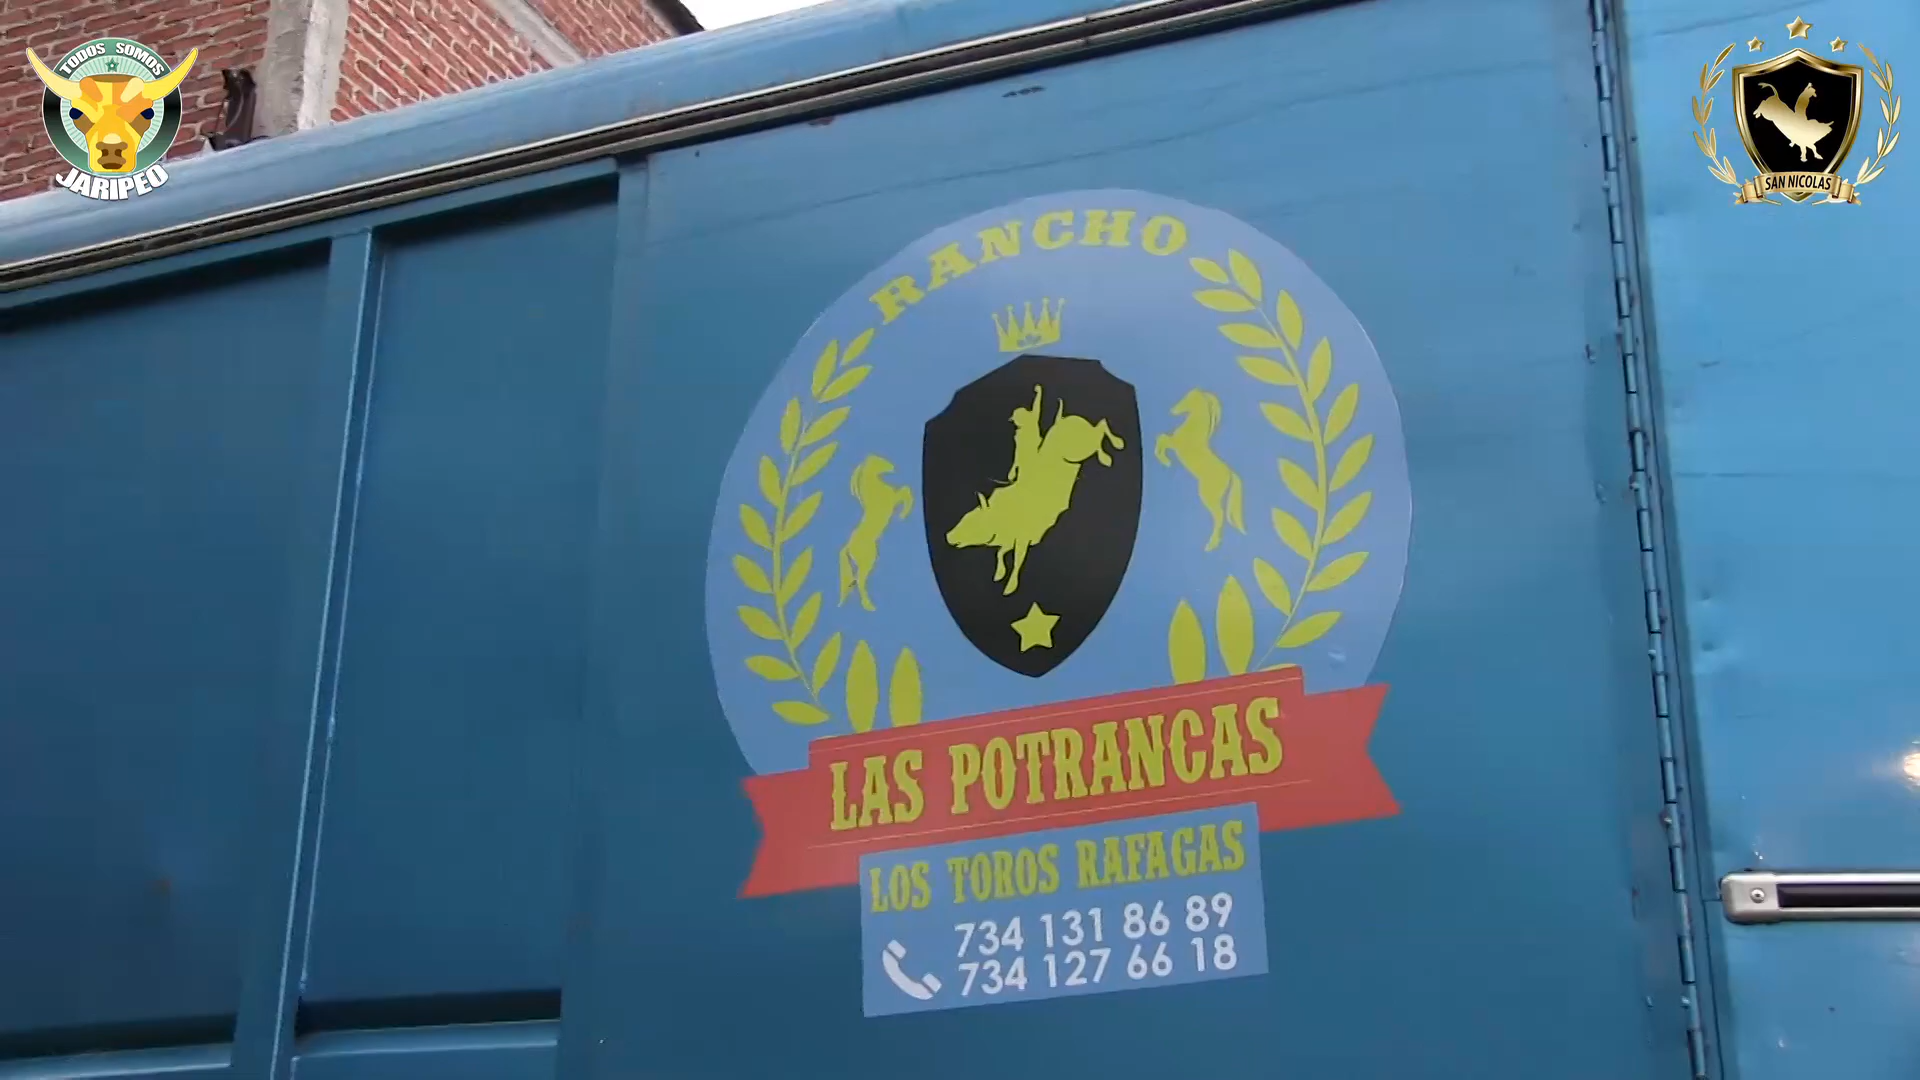 TODOS SOMOS
JARIPEO
SAN NICOLAS
RANCHO
LAS POTRANCAS
LOS TOROS RAFAGAS
734 131 86 89
734 127 66 18